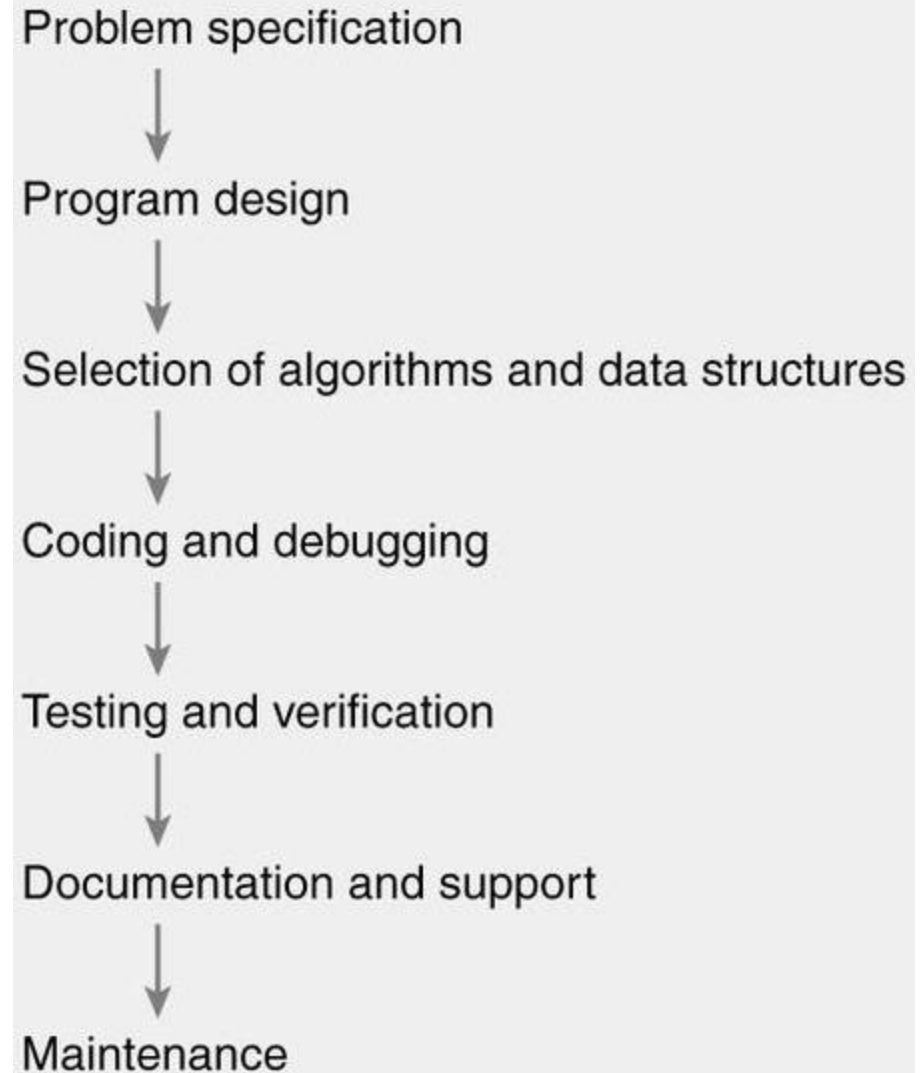 Problem specification
Program design
Selection of algorithms and data structures
Coding and debugging
Testing and verification
Documentation and support
Maintenance